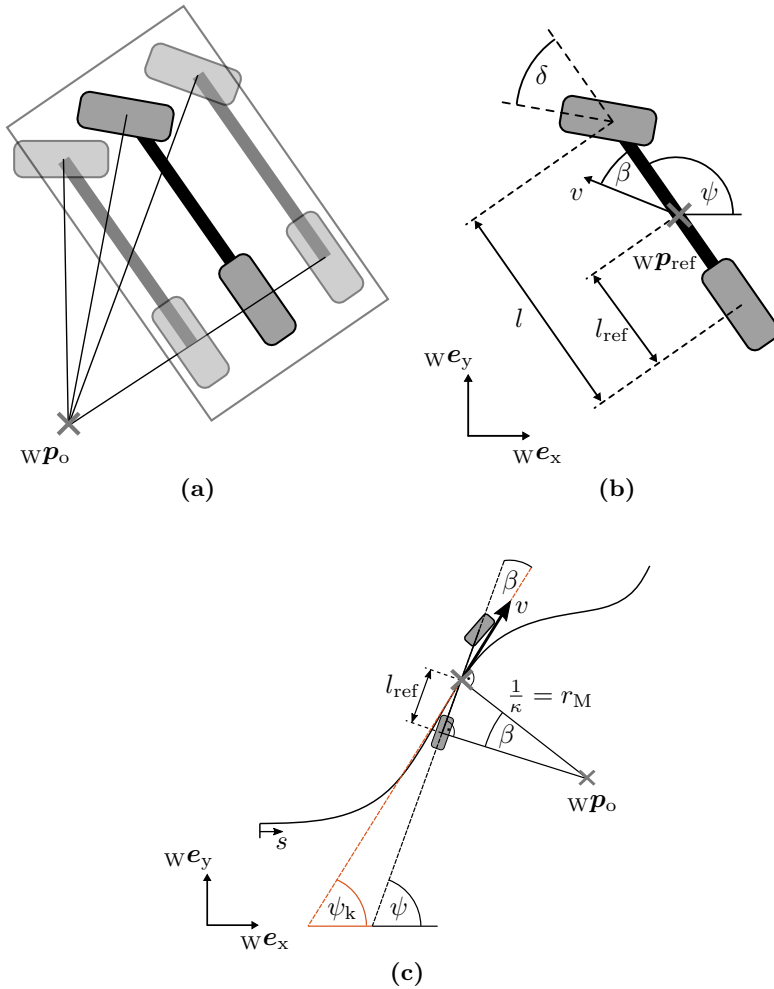 δ
β
v
ψ
W𝒑ref
l
lref
Wey
Wpo
Wex
(a)
(b)
β
v
lref
1/κ = rM
β
Wpo
s
Wey
ψk
ψ
Wex
(c)